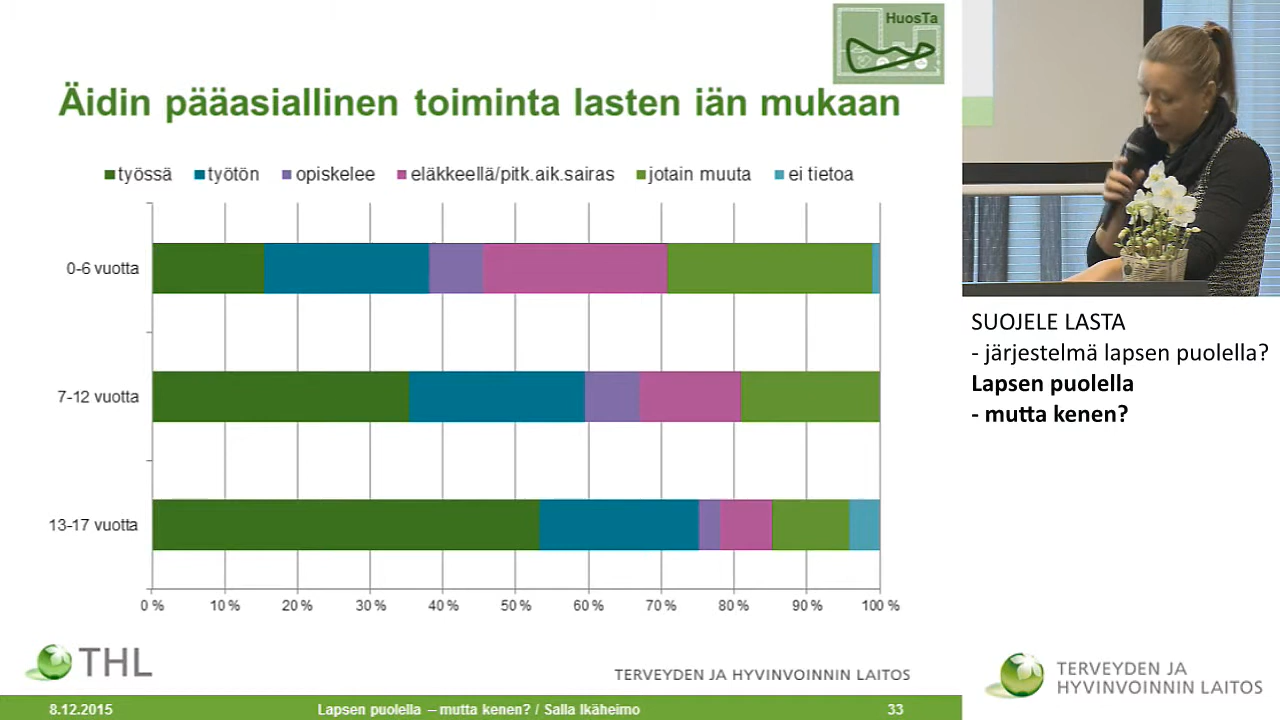 HuosTa
Äidin pääasiallinen toiminta lasten iän mukaan
työssä työtön opiskelee eläkkeellä/pitk.aik.sairas jotain muuta ei tietoa
0-6 vuotta
7-12 vuotta
13-17 vuotta
0 % 10 % 20 % 30 % 40 % 50 % 60 % 70 % 80 % 90 % 100 %
THL
TERVEYDEN JA HYVINVOINNIN LAITOS
8.12.2015 Lapsen puolella – mutta kenen? / Salla Ikäheimo 33
SUOJELE LASTA
- järjestelmä lapsen puolella?
Lapsen puolella
- mutta kenen?
TERVEYDEN JA
HYVINVOINNIN LAITOS